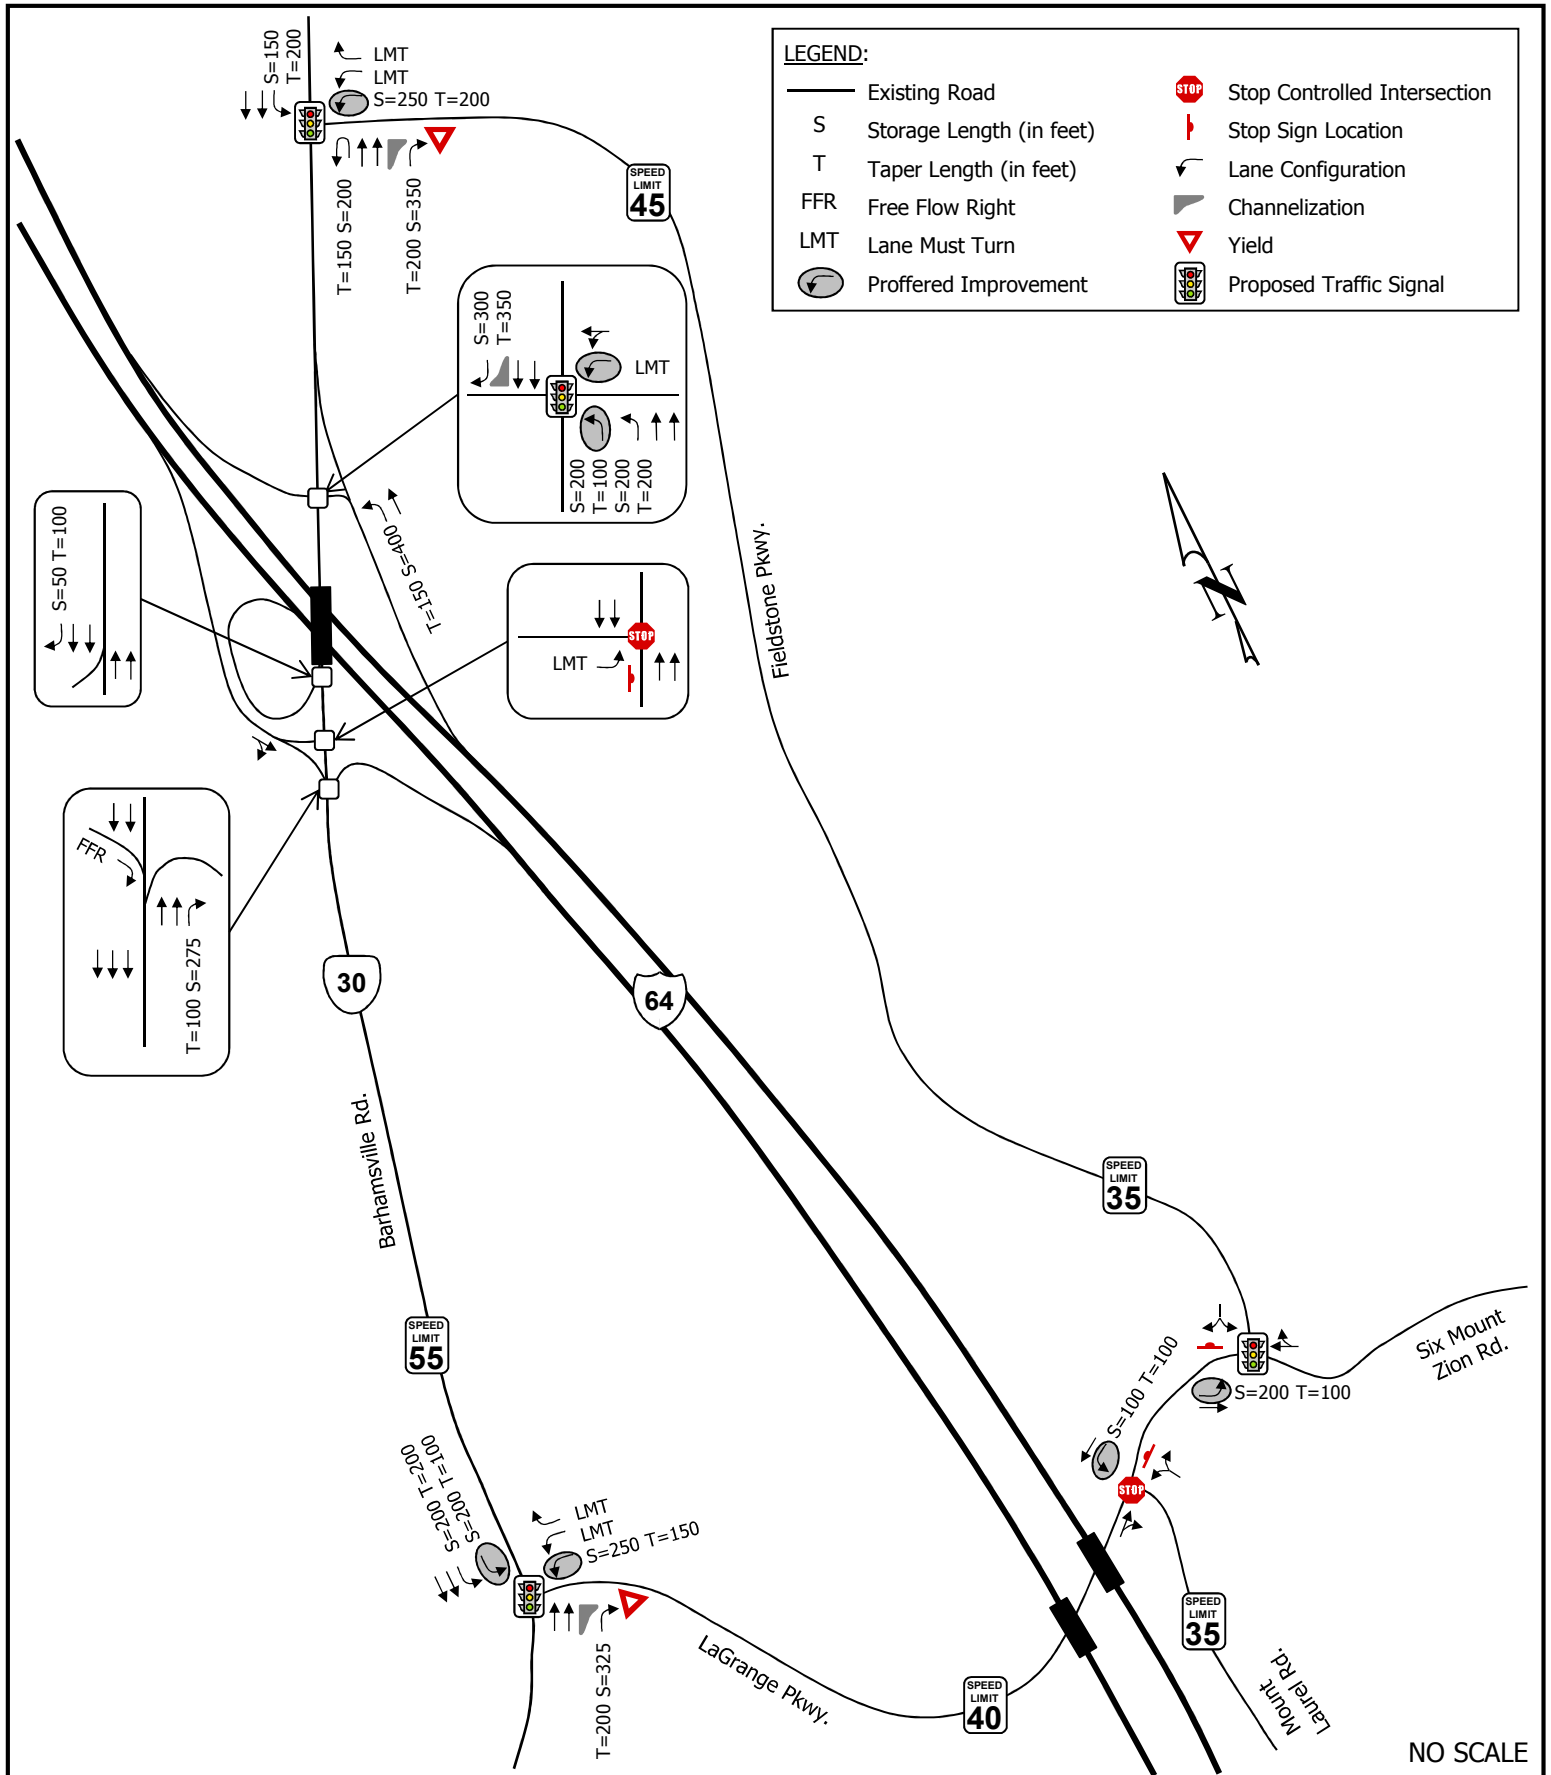 S=150
T=200
LMT
LMT
S=250 T=200
T=150 S=200
T=200 S=350
LEGEND:
Existing Road
S Storage Length (in feet)
T Taper Length (in feet)
FFR Free Flow Right
LMT Lane Must Turn
Proffered Improvement
STOP Stop Controlled Intersection
Stop Sign Location
Lane Configuration
Channelization
Yield
Proposed Traffic Signal
SPEED
LIMIT
45
S=300
T=350
LMT
S=200
T=100
S=200
T=200
T=150 S=400
S=50 T=100
STOP
LMT
Fieldstone Pkwy.
N
FFR
T=100 S=275
30
64
Barhamsville Rd.
SPEED
LIMIT
35
SPEED
LIMIT
55
Six Mount
Zion Rd.
S=200 T=100
S=100 T=100
STOP
S=200 T=200
S=200 T=100
LMT
LMT
S=250 T=150
T=200 S=325
LaGrange Pkwy.
SPEED
LIMIT
40
SPEED
LIMIT
35
Mount
Laurel Rd.
NO SCALE